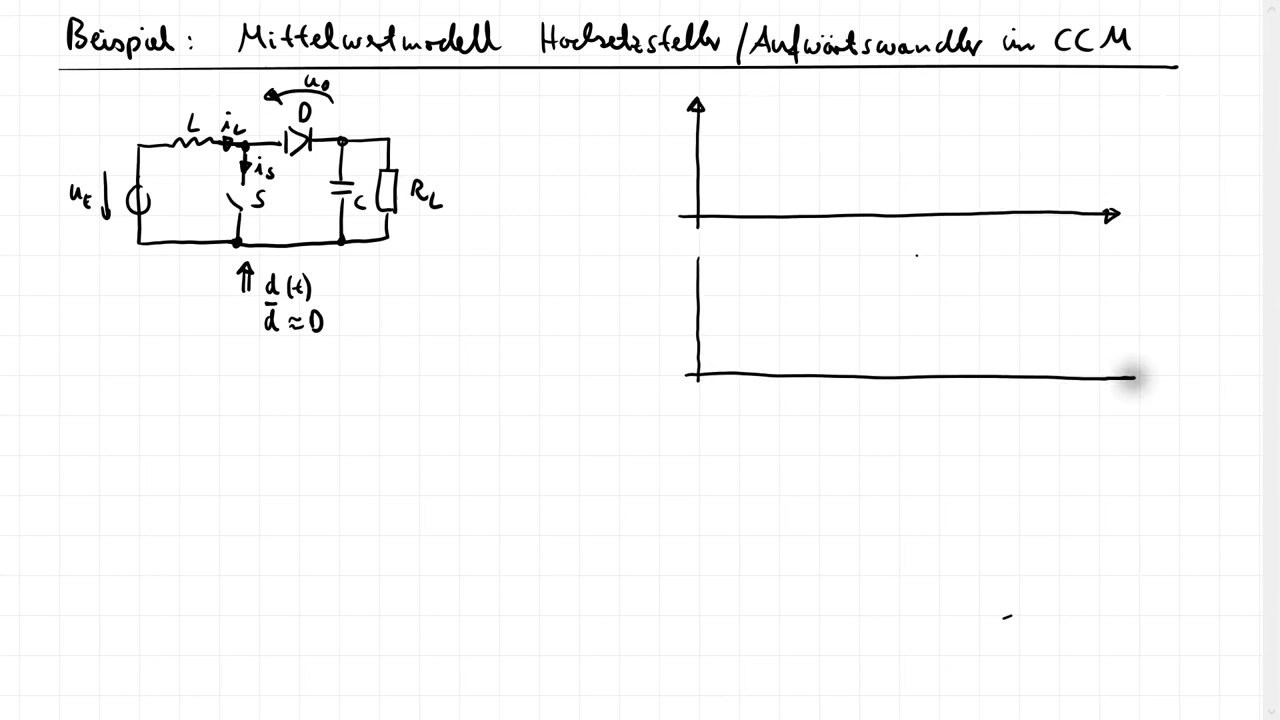 Beispiel: Mittelwertmodell Hochsetzsteller / Aufwärtswandler im CCM
u_D
L i_L D
i_S
u_E S C R_L
d(t)
d̅ ≈ D